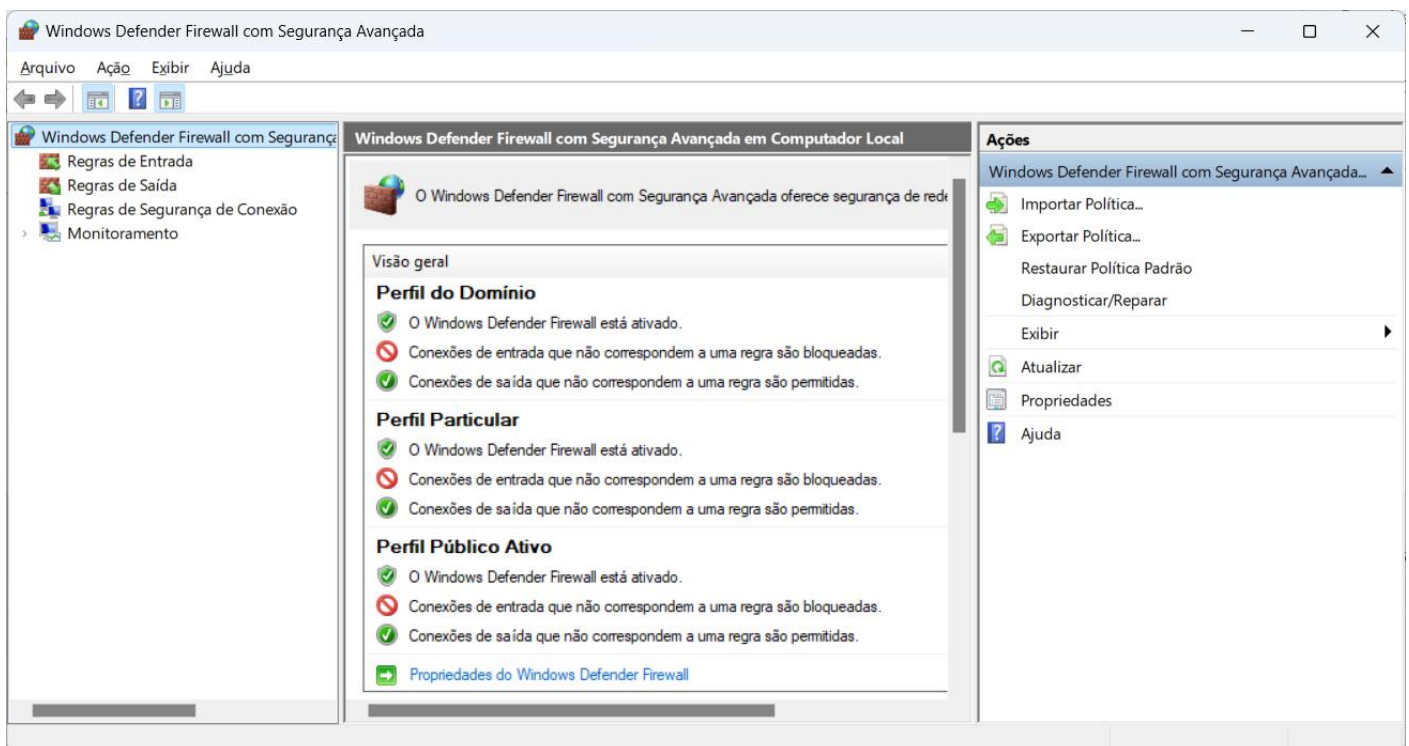 Windows Defender Firewall com Segurança Avançada
Arquivo Ação Exibir Ajuda
Windows Defender Firewall com Segurança
Regras de Entrada
Regras de Saída
Regras de Segurança de Conexão
Monitoramento
Windows Defender Firewall com Segurança Avançada em Computador Local
O Windows Defender Firewall com Segurança Avançada oferece segurança de rede
Visão geral
Perfil do Domínio
O Windows Defender Firewall está ativado.
Conexões de entrada que não correspondem a uma regra são bloqueadas.
Conexões de saída que não correspondem a uma regra são permitidas.
Perfil Particular
O Windows Defender Firewall está ativado.
Conexões de entrada que não correspondem a uma regra são bloqueadas.
Conexões de saída que não correspondem a uma regra são permitidas.
Perfil Público Ativo
O Windows Defender Firewall está ativado.
Conexões de entrada que não correspondem a uma regra são bloqueadas.
Conexões de saída que não correspondem a uma regra são permitidas.
Propriedades do Windows Defender Firewall
Ações
Windows Defender Firewall com Segurança Avançada...
Importar Política...
Exportar Política...
Restaurar Política Padrão
Diagnosticar/Reparar
Exibir
Atualizar
Propriedades
Ajuda